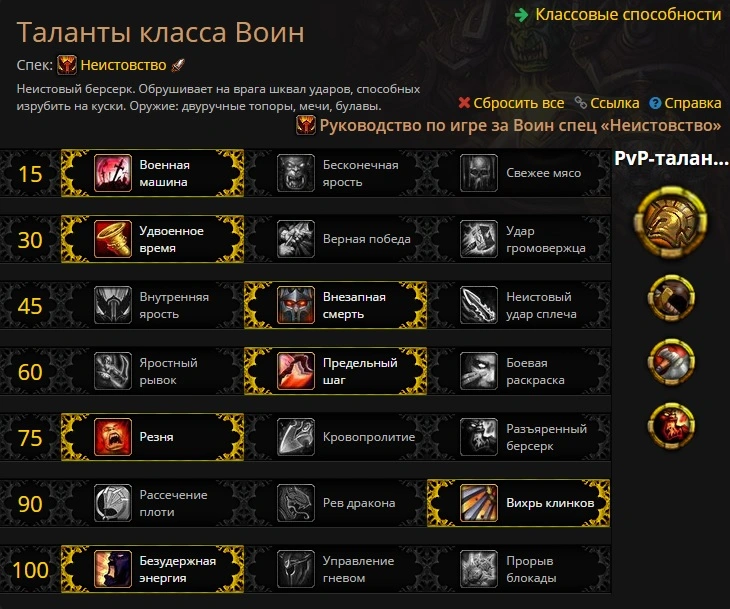 Классовые способности
Таланты класса Воин
Спек: Неистовство
Неистовый берсерк. Обрушивает на врага шквал ударов, способных
изрубить на куски. Оружие: двуручные топоры, мечи, булавы.
Сбросить все Ссылка Справка
Руководство по игре за Воин спец «Неистовство»
PvP-талан...
15
Военная
машина
Бесконечная
ярость
Свежее мясо
30
Удвоенное
время
Верная победа
Удар
громовержца
45
Внутренняя
ярость
Внезапная
смерть
Неистовый
удар сплеча
60
Яростный
рывок
Предельный
шаг
Боевая
раскраска
75
Резня
Кровопролитие
Разъяренный
берсерк
90
Рассечение
плоти
Рев дракона
Вихрь клинков
100
Безудержная
энергия
Управление
гневом
Прорыв
блокады